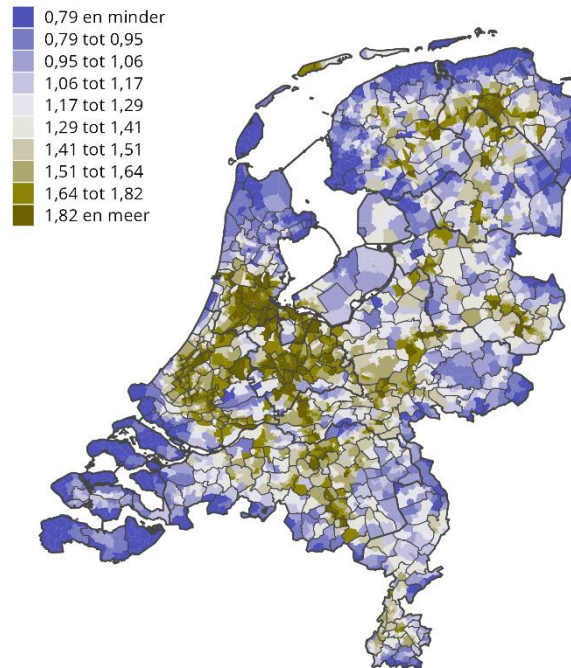 0,79 en minder
0,79 tot 0,95
0,95 tot 1,06
1,06 tot 1,17
1,17 tot 1,29
1,29 tot 1,41
1,41 tot 1,51
1,51 tot 1,64
1,64 tot 1,82
1,82 en meer